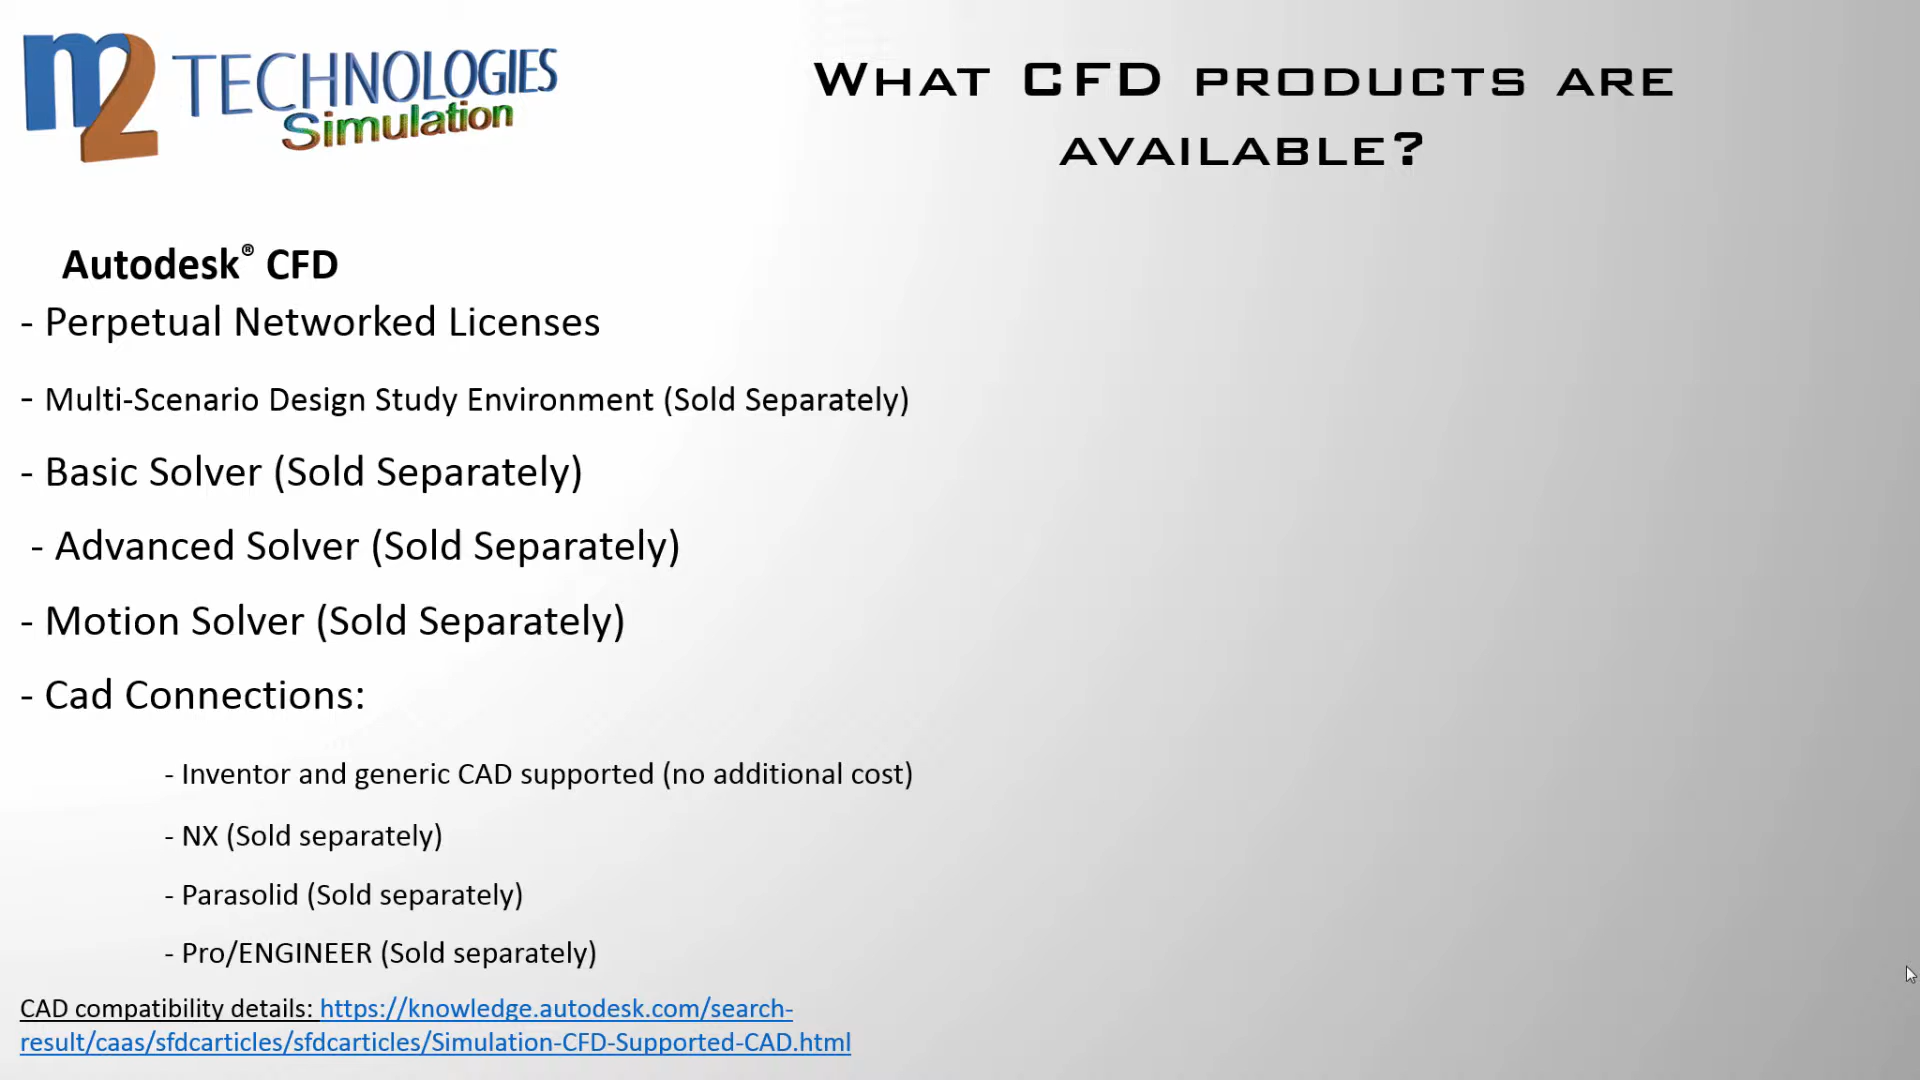 m2 TECHNOLOGIES
Simulation
What CFD products are
available?
Autodesk® CFD
- Perpetual Networked Licenses
- Multi-Scenario Design Study Environment (Sold Separately)
- Basic Solver (Sold Separately)
- Advanced Solver (Sold Separately)
- Motion Solver (Sold Separately)
- Cad Connections:
- Inventor and generic CAD supported (no additional cost)
- NX (Sold separately)
- Parasolid (Sold separately)
- Pro/ENGINEER (Sold separately)
CAD compatibility details: https://knowledge.autodesk.com/search-
result/caas/sfdcarticles/sfdcarticles/Simulation-CFD-Supported-CAD.html